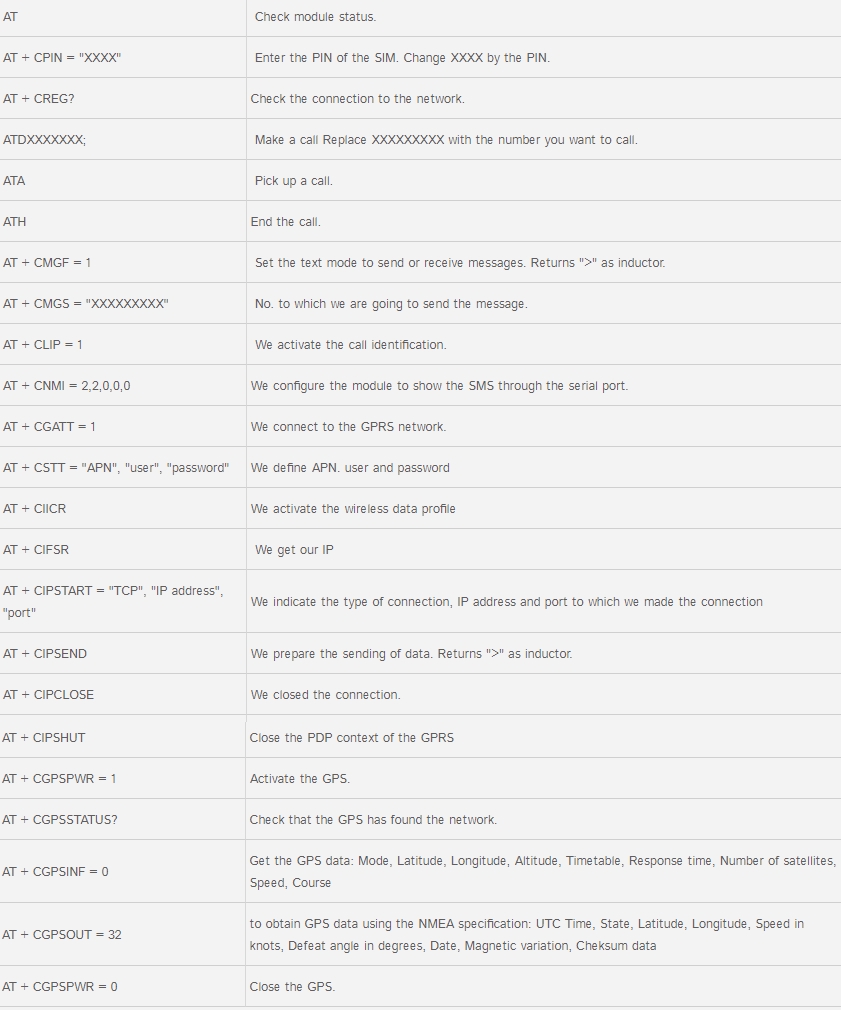 AT Check module status.
AT + CPIN = "XXXX" Enter the PIN of the SIM. Change XXXX by the PIN.
AT + CREG? Check the connection to the network.
ATDXXXXXXX; Make a call Replace XXXXXXXXX with the number you want to call.
ATA Pick up a call.
ATH End the call.
AT + CMGF = 1 Set the text mode to send or receive messages. Returns ">" as inductor.
AT + CMGS = "XXXXXXXXX" No. to which we are going to send the message.
AT + CLIP = 1 We activate the call identification.
AT + CNMI = 2,2,0,0,0 We configure the module to show the SMS through the serial port.
AT + CGATT = 1 We connect to the GPRS network.
AT + CSTT = "APN", "user", "password" We define APN. user and password
AT + CIICR We activate the wireless data profile
AT + CIFSR We get our IP
AT + CIPSTART = "TCP", "IP address",
"port"
We indicate the type of connection, IP address and port to which we made the connection
AT + CIPSEND We prepare the sending of data. Returns ">" as inductor.
AT + CIPCLOSE We closed the connection.
AT + CIPSHUT Close the PDP context of the GPRS
AT + CGPSPWR = 1 Activate the GPS.
AT + CGPSSTATUS? Check that the GPS has found the network.
AT + CGPSINF = 0
Get the GPS data: Mode, Latitude, Longitude, Altitude, Timetable, Response time, Number of satellites,
Speed, Course
AT + CGPSOUT = 32
to obtain GPS data using the NMEA specification: UTC Time, State, Latitude, Longitude, Speed in
knots, Defeat angle in degrees, Date, Magnetic variation, Cheksum data
AT + CGPSPWR = 0 Close the GPS.